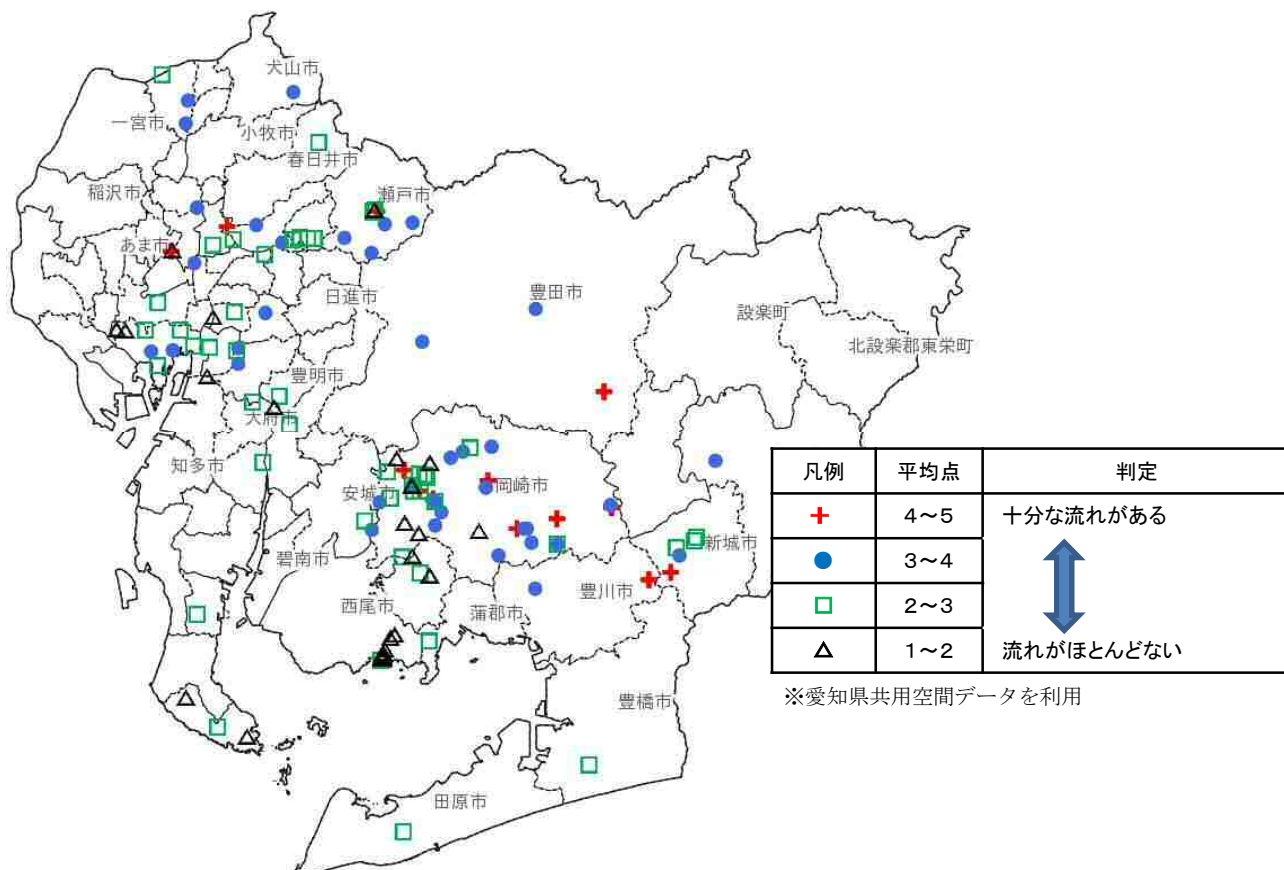 犬山市
一宮市
小牧市
春日井市
稲沢市
瀬戸市
あま市
日進市
豊田市
設楽町
北設楽郡東栄町
豊明市
大府市
知多市
安城市
岡崎市
新城市
碧南市
西尾市
蒲郡市
豊川市
豊橋市
田原市
凡例 平均点 判定
4～5 十分な流れがある
3～4
2～3
1～2 流れがほとんどない
※愛知県共用空間データを利用